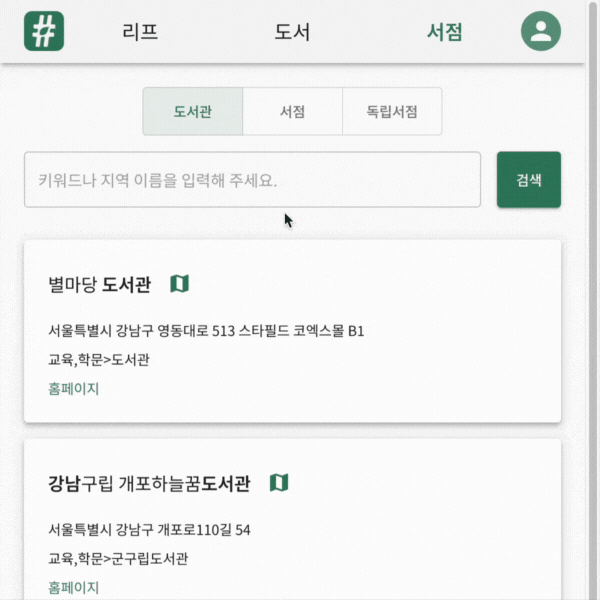 #
리프 도서 서점
도서관 서점 독립서점
키워드나 지역 이름을 입력해 주세요. 검색
별마당 도서관
서울특별시 강남구 영동대로 513 스타필드 코엑스몰 B1
교육,학문>도서관
홈페이지
강남구립 개포하늘꿈도서관
서울특별시 강남구 개포로110길 54
교육,학문>군구립도서관
홈페이지